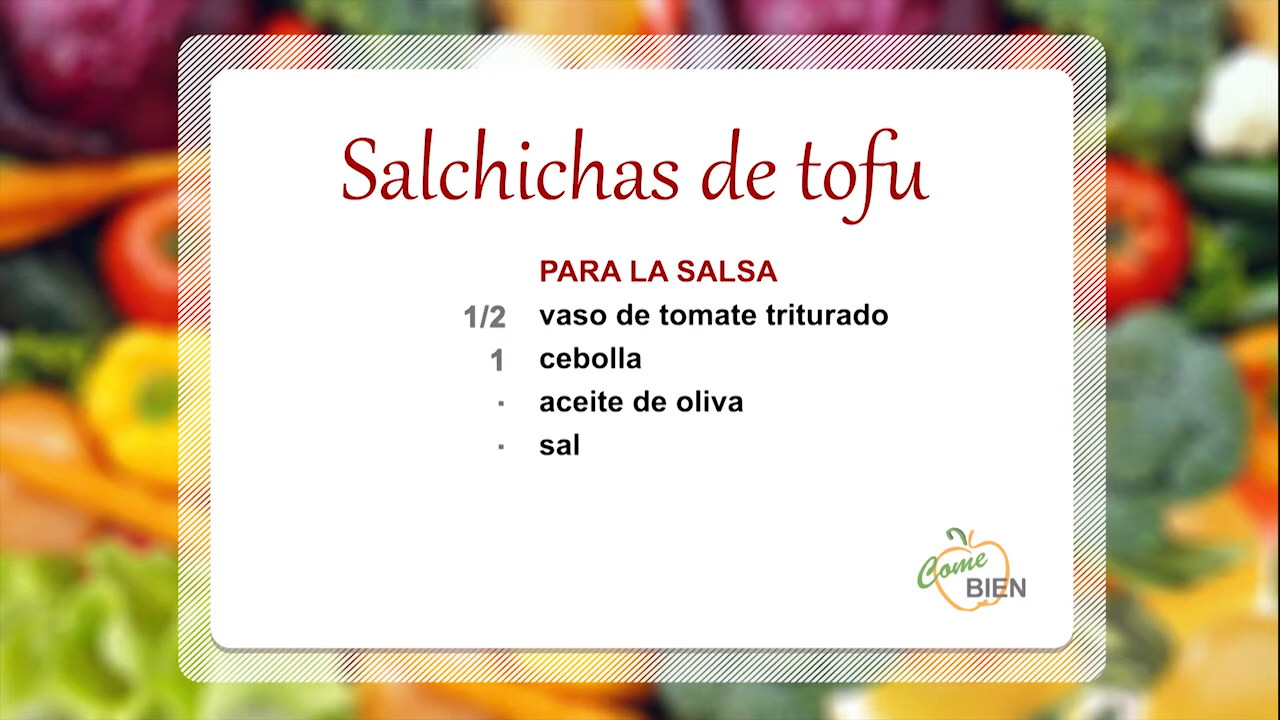 Salchichas de tofu
PARA LA SALSA
1/2 vaso de tomate triturado
1 cebolla
· aceite de oliva
· sal
Come
BIEN